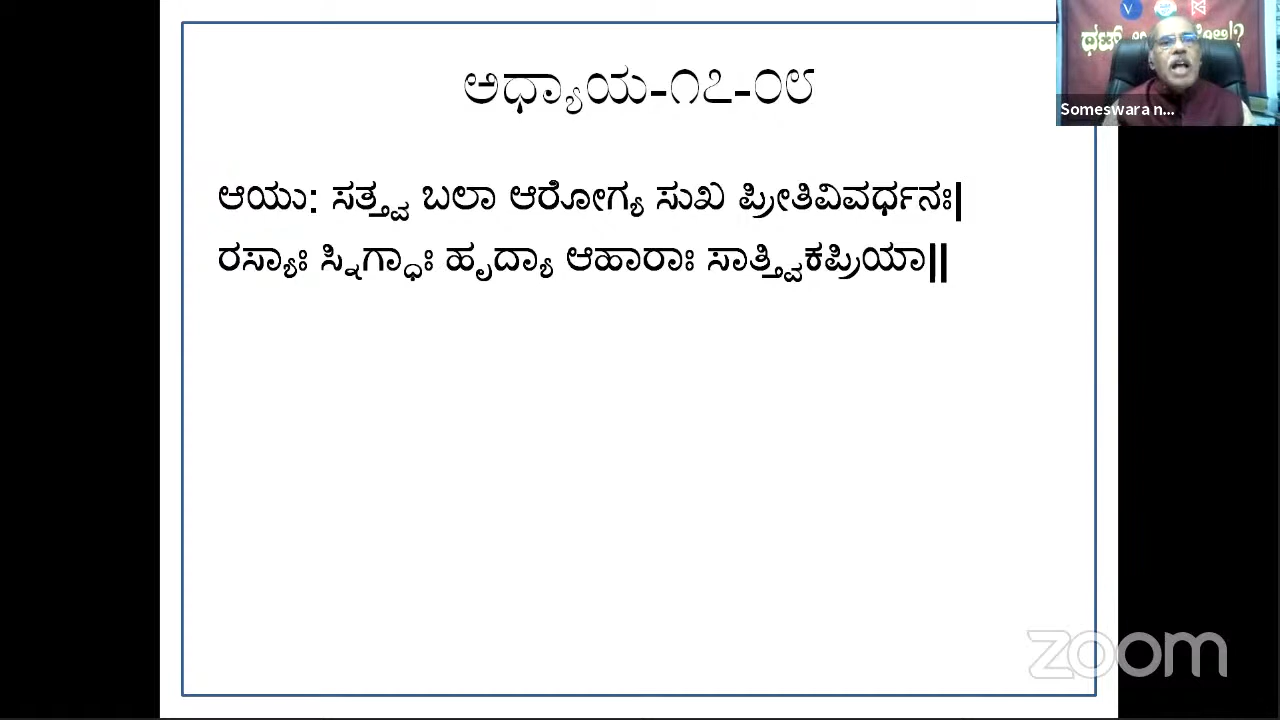 ಅಧ್ಯಾಯ-೧೭-೦೮
ಆಯು: ಸತ್ತ್ವ ಬಲಾ ಆರೋಗ್ಯ ಸುಖ ಪ್ರೀತಿವಿವರ್ಧನಃ|
ರಸ್ಯಾಃ ಸ್ನಿಗ್ಧಾಃ ಹೃದ್ಯಾ ಆಹಾರಾಃ ಸಾತ್ತ್ವಿಕಪ್ರಿಯಾ||
Someswara n...
zoom